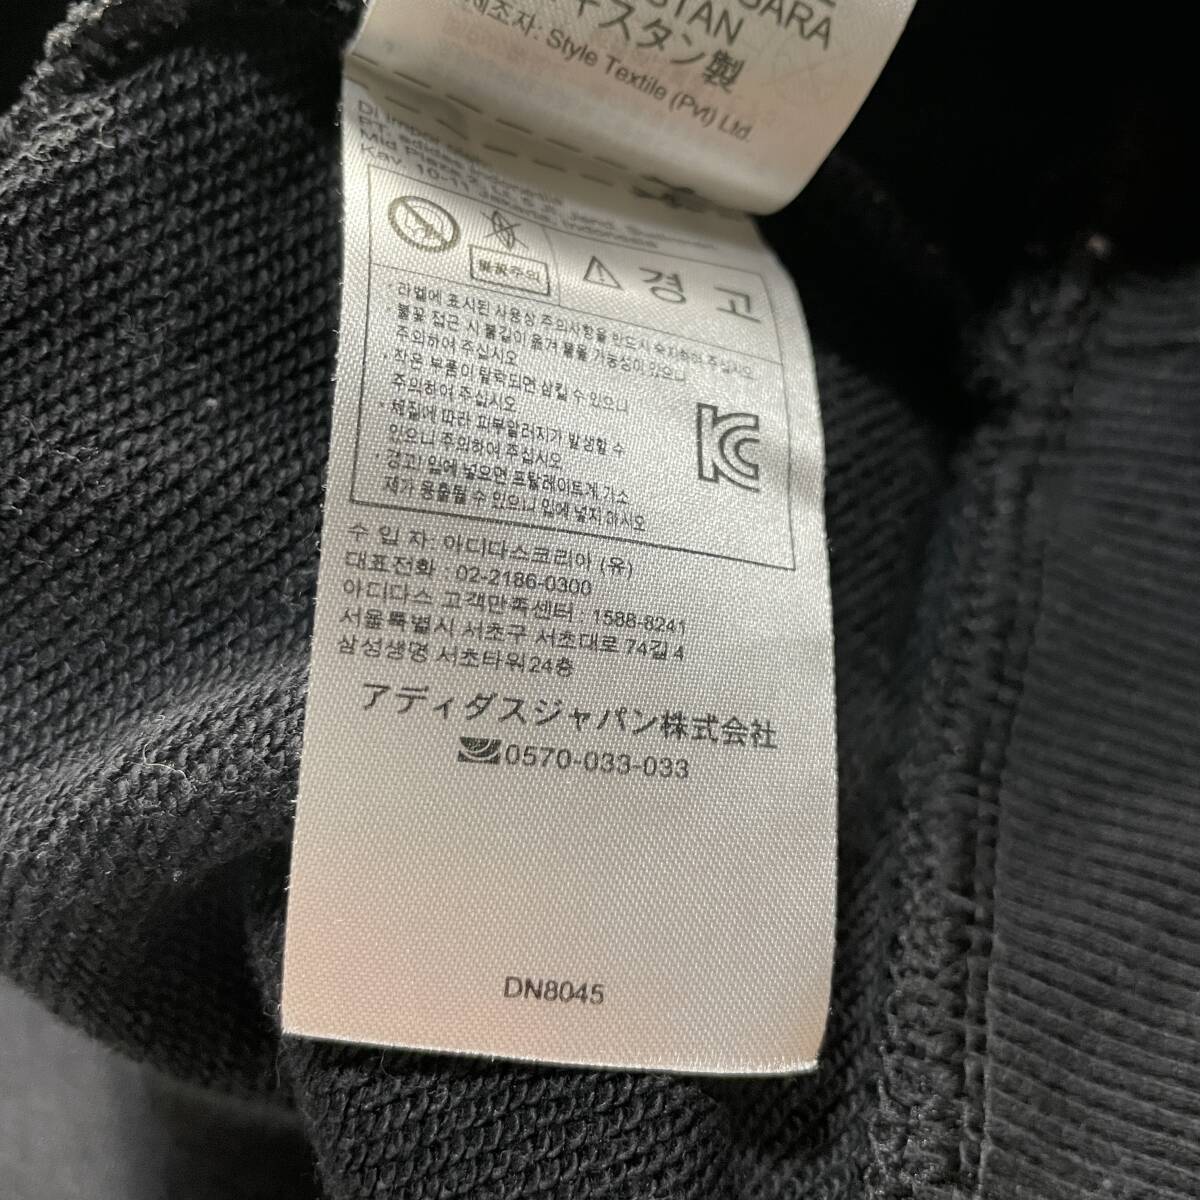 STAN
GARA
キスタン製
제조자: Style Textile (Pvt) Ltd.
불꽃주의
경 고
· 라벨에 표시된 사용상 주의사항을 반드시 숙지하여 주십시오
· 불꽃 접근 시 불길이 옮겨 붙을 가능성이 있으니
주의하여 주십시오
· 작은 부품이 탈락되면 삼킬 수 있으니
주의하여 주십시오
· 체질에 따라 피부알러지가 발생할 수
있으니 주의하여 주십시오
· 경고! 입에 넣으면 프탈레이트계 가소
제가 용출될 수 있으니 입에 넣지 마시오
수 입 자: 아디다스코리아 (유)
대표전화 : 02-2186-0300
아디다스 고객만족센터 : 1588-8241
서울특별시 서초구 서초대로 74길 4
삼성생명 서초타워 24층
アディダスジャパン株式会社
0570-033-033
DN8045